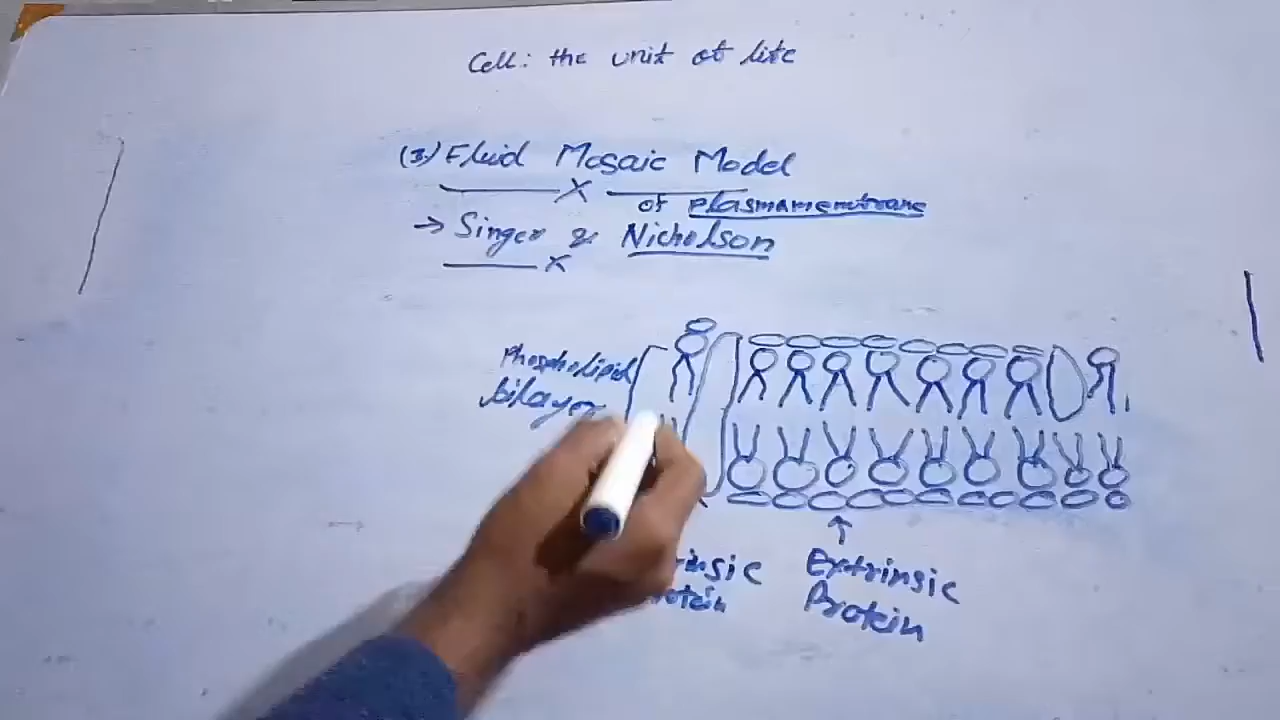 Cell: the unit of life
(3) Fluid Mosaic Model
of plasmamembrane
→ Singer & Nicholson
Phospholipid
bilayer
Extrinsic
Protein